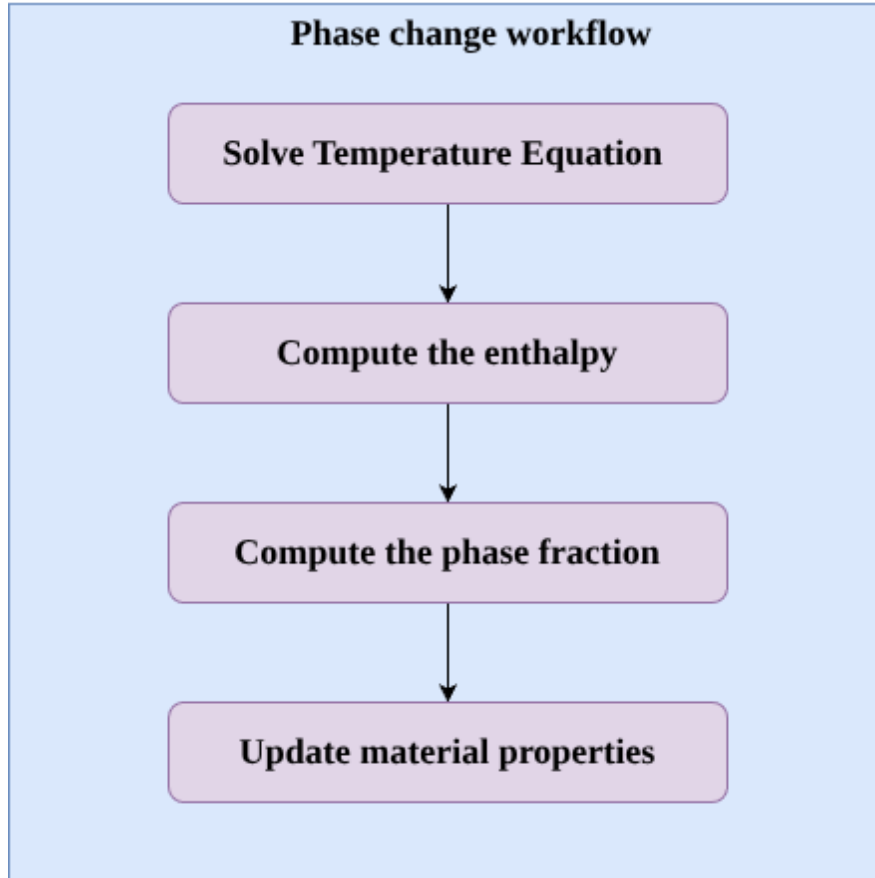 Phase change workflow
Solve Temperature Equation
Compute the enthalpy
Compute the phase fraction
Update material properties